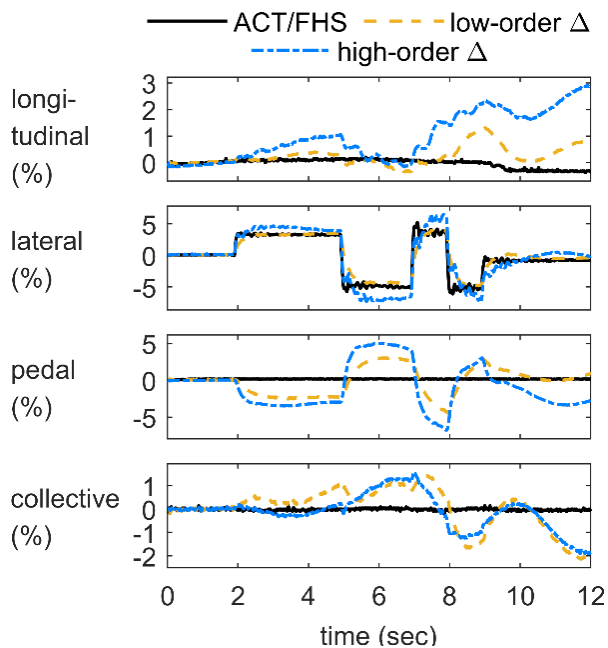 ACT/FHS low-order Δ
high-order Δ
longi-
tudinal
(%)
3
2
1
0
lateral
(%)
5
0
-5
pedal
(%)
5
0
-5
collective
(%)
1
0
-1
-2
0 2 4 6 8 10 12
time (sec)